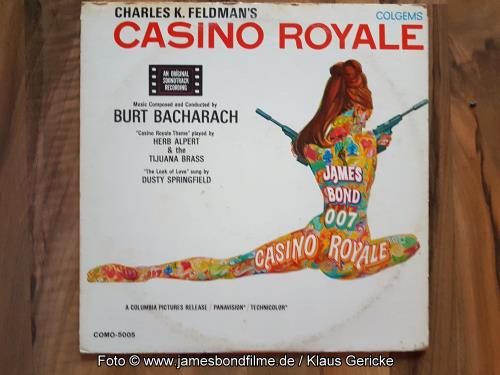 CHARLES K. FELDMAN'S
COLGEMS
CASINO ROYALE
AN ORIGINAL
SOUNDTRACK
RECORDING
Music Composed and Conducted by
BURT BACHARACH
"Casino Royale Theme" played by
HERB ALPERT
& the
TIJUANA BRASS
"The Look of Love" sung by
DUSTY SPRINGFIELD
JAMES
BOND
007
CASINO ROYALE
A COLUMBIA PICTURES RELEASE / PANAVISION® / TECHNICOLOR®
COMO-5005
Foto © www.jamesbondfilme.de / Klaus Gericke